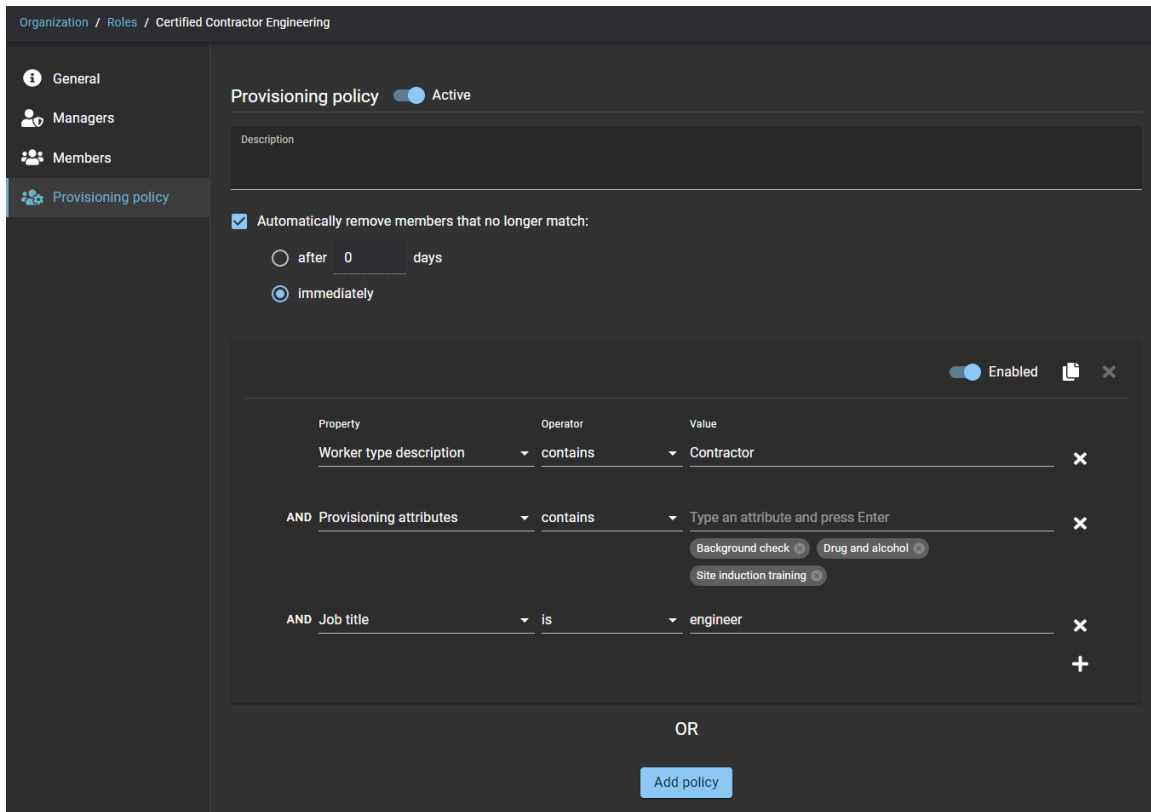 Organization / Roles / Certified Contractor Engineering
General
Managers
Members
Provisioning policy
Provisioning policy Active
Description
Automatically remove members that no longer match:
after 0 days
immediately
Enabled
Property Operator Value
Worker type description contains Contractor
AND Provisioning attributes contains Type an attribute and press Enter
Background check Drug and alcohol
Site induction training
AND Job title is engineer
OR
Add policy